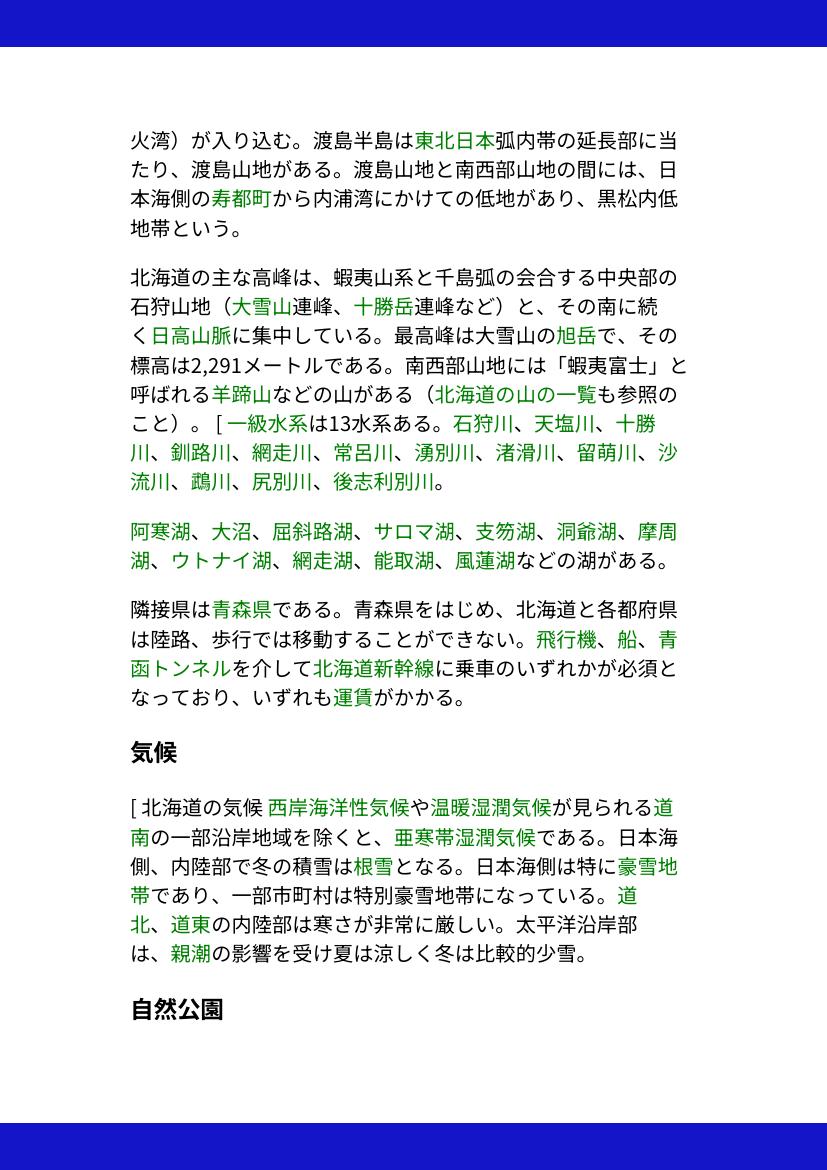 火湾）が入り込む。渡島半島は東北日本弧内帯の延長部に当
たり、渡島山地がある。渡島山地と南西部山地の間には、日
本海側の寿都町から内浦湾にかけての低地があり、黒松内低
地帯という。
北海道の主な高峰は、蝦夷山系と千島弧の会合する中央部の
石狩山地（大雪山連峰、十勝岳連峰など）と、その南に続
く日高山脈に集中している。最高峰は大雪山の旭岳で、その
標高は2,291メートルである。南西部山地には「蝦夷富士」と
呼ばれる羊蹄山などの山がある（北海道の山の一覧も参照の
こと）。 [ 一級水系は13水系ある。石狩川、天塩川、十勝
川、釧路川、網走川、常呂川、湧別川、渚滑川、留萌川、沙
流川、鵡川、尻別川、後志利別川。
阿寒湖、大沼、屈斜路湖、サロマ湖、支笏湖、洞爺湖、摩周
湖、ウトナイ湖、網走湖、能取湖、風蓮湖などの湖がある。
隣接県は青森県である。青森県をはじめ、北海道と各都府県
は陸路、歩行では移動することができない。飛行機、船、青
函トンネルを介して北海道新幹線に乗車のいずれかが必須と
なっており、いずれも運賃がかかる。
気候
[ 北海道の気候 西岸海洋性気候や温暖湿潤気候が見られる道
南の一部沿岸地域を除くと、亜寒帯湿潤気候である。日本海
側、内陸部で冬の積雪は根雪となる。日本海側は特に豪雪地
帯であり、一部市町村は特別豪雪地帯になっている。道
北、道東の内陸部は寒さが非常に厳しい。太平洋沿岸部
は、親潮の影響を受け夏は涼しく冬は比較的少雪。
自然公園